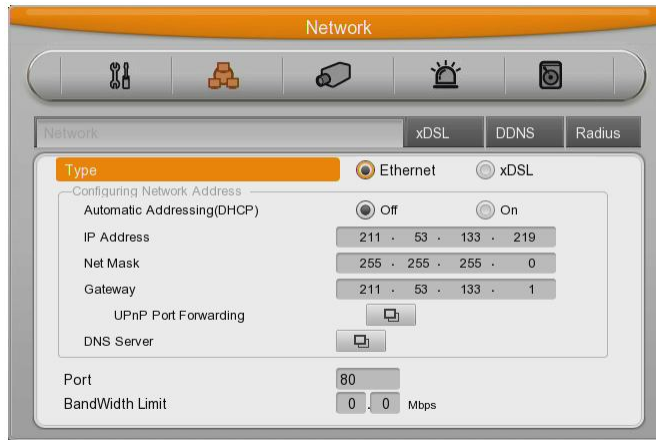 Network
Network xDSL DDNS Radius
Type Ethernet xDSL
Configuring Network Address
Automatic Addressing(DHCP) Off On
IP Address 211 . 53 . 133 . 219
Net Mask 255 . 255 . 255 . 0
Gateway 211 . 53 . 133 . 1
UPnP Port Forwarding
DNS Server
Port 80
BandWidth Limit 0 . 0 Mbps